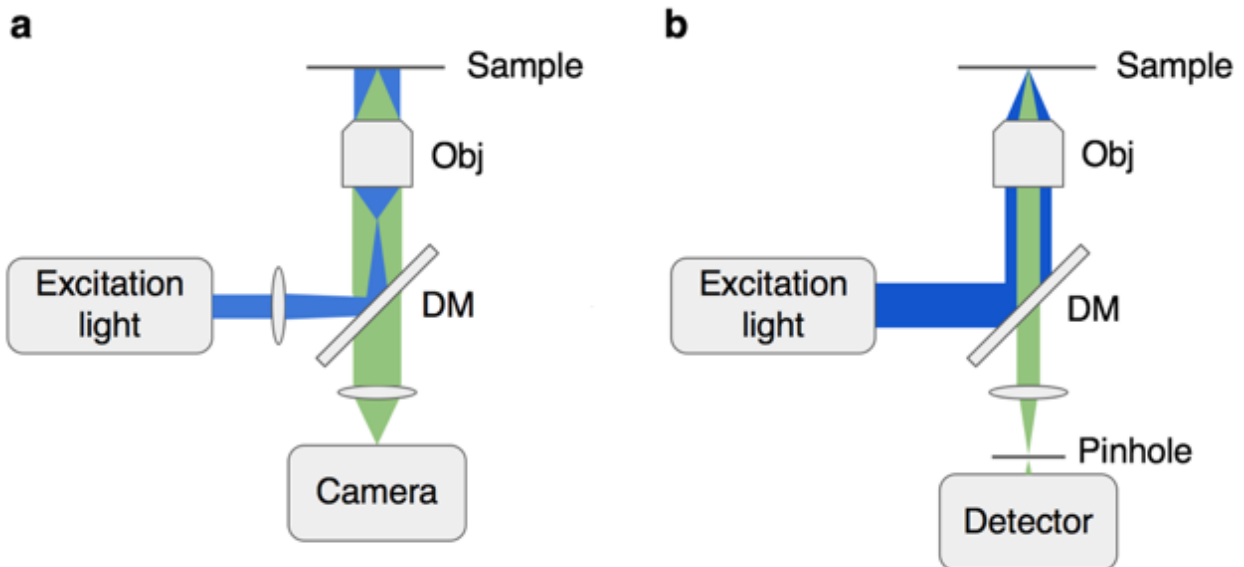 a
Sample
Obj
Excitation
light
DM
Camera
b
Sample
Obj
Excitation
light
DM
Pinhole
Detector